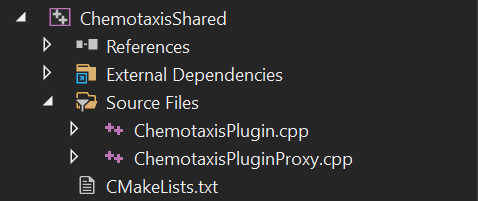 ChemotaxisShared
References
External Dependencies
Source Files
ChemotaxisPlugin.cpp
ChemotaxisPluginProxy.cpp
CMakeLists.txt